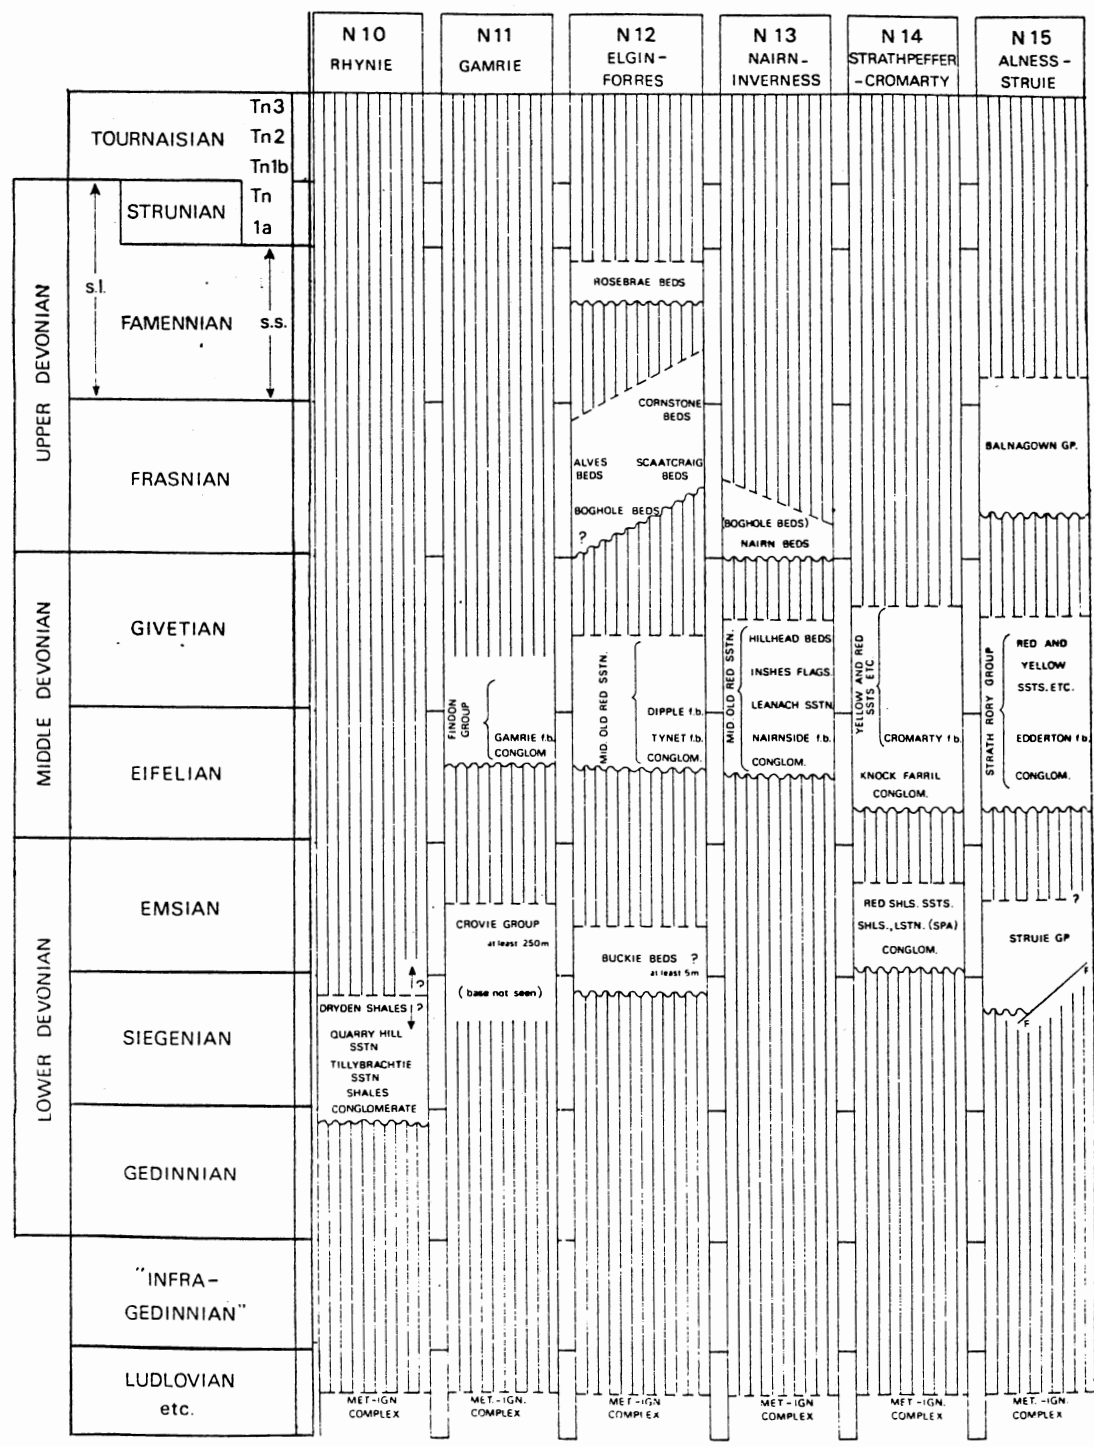 N10
RHYNIE
N11
GAMRIE
N12
ELGIN-
FORRES
N13
NAIRN-
INVERNESS
N14
STRATHPEFFER
-CROMARTY
N15
ALNESS-
STRUIE
UPPER DEVONIAN
MIDDLE DEVONIAN
LOWER DEVONIAN
TOURNAISIAN
Tn3
Tn2
Tn1b
STRUNIAN
Tn
1a
s.l.
FAMENNIAN
s.s.
FRASNIAN
GIVETIAN
EIFELIAN
EMSIAN
SIEGENIAN
GEDINNIAN
"INFRA-
GEDINNIAN"
LUDLOVIAN
etc.
?
DRYDEN SHALES ?
QUARRY HILL
SSTN
TILLYBRACHTIE
SSTN
SHALES
CONGLOMERATE
MET-IGN
COMPLEX
FINDON
GROUP
GAMRIE f.b.
CONGLOM
CROVIE GROUP
at least 250m
(base not seen)
MET.-IGN.
COMPLEX
ROSEBRAE BEDS
CORNSTONE
BEDS
ALVES
BEDS
SCAATCRAIG
BEDS
BOGHOLE BEDS
?
MID. OLD RED SSTN.
DIPPLE f.b.
TYNET f.b.
CONGLOM.
BUCKIE BEDS ?
at least 5m
MET-IGN
COMPLEX
(BOGHOLE BEDS)
NAIRN BEDS
MID OLD RED SSTN.
HILLHEAD BEDS
INSHES FLAGS
LEANACH SSTN
NAIRNSIDE f.b.
CONGLOM.
MET-IGN
COMPLEX
YELLOW AND RED
SSTS ETC
CROMARTY f.b.
KNOCK FARRIL
CONGLOM.
RED SHLS. SSTS.
SHLS., LSTN. (SPA)
CONGLOM.
MET-IGN.
COMPLEX
BALNAGOWN GP.
STRATH RORY GROUP
RED AND
YELLOW
SSTS. ETC.
EDDERTON f.b.
CONGLOM.
?
STRUIE GP
F
F
MET-IGN.
COMPLEX